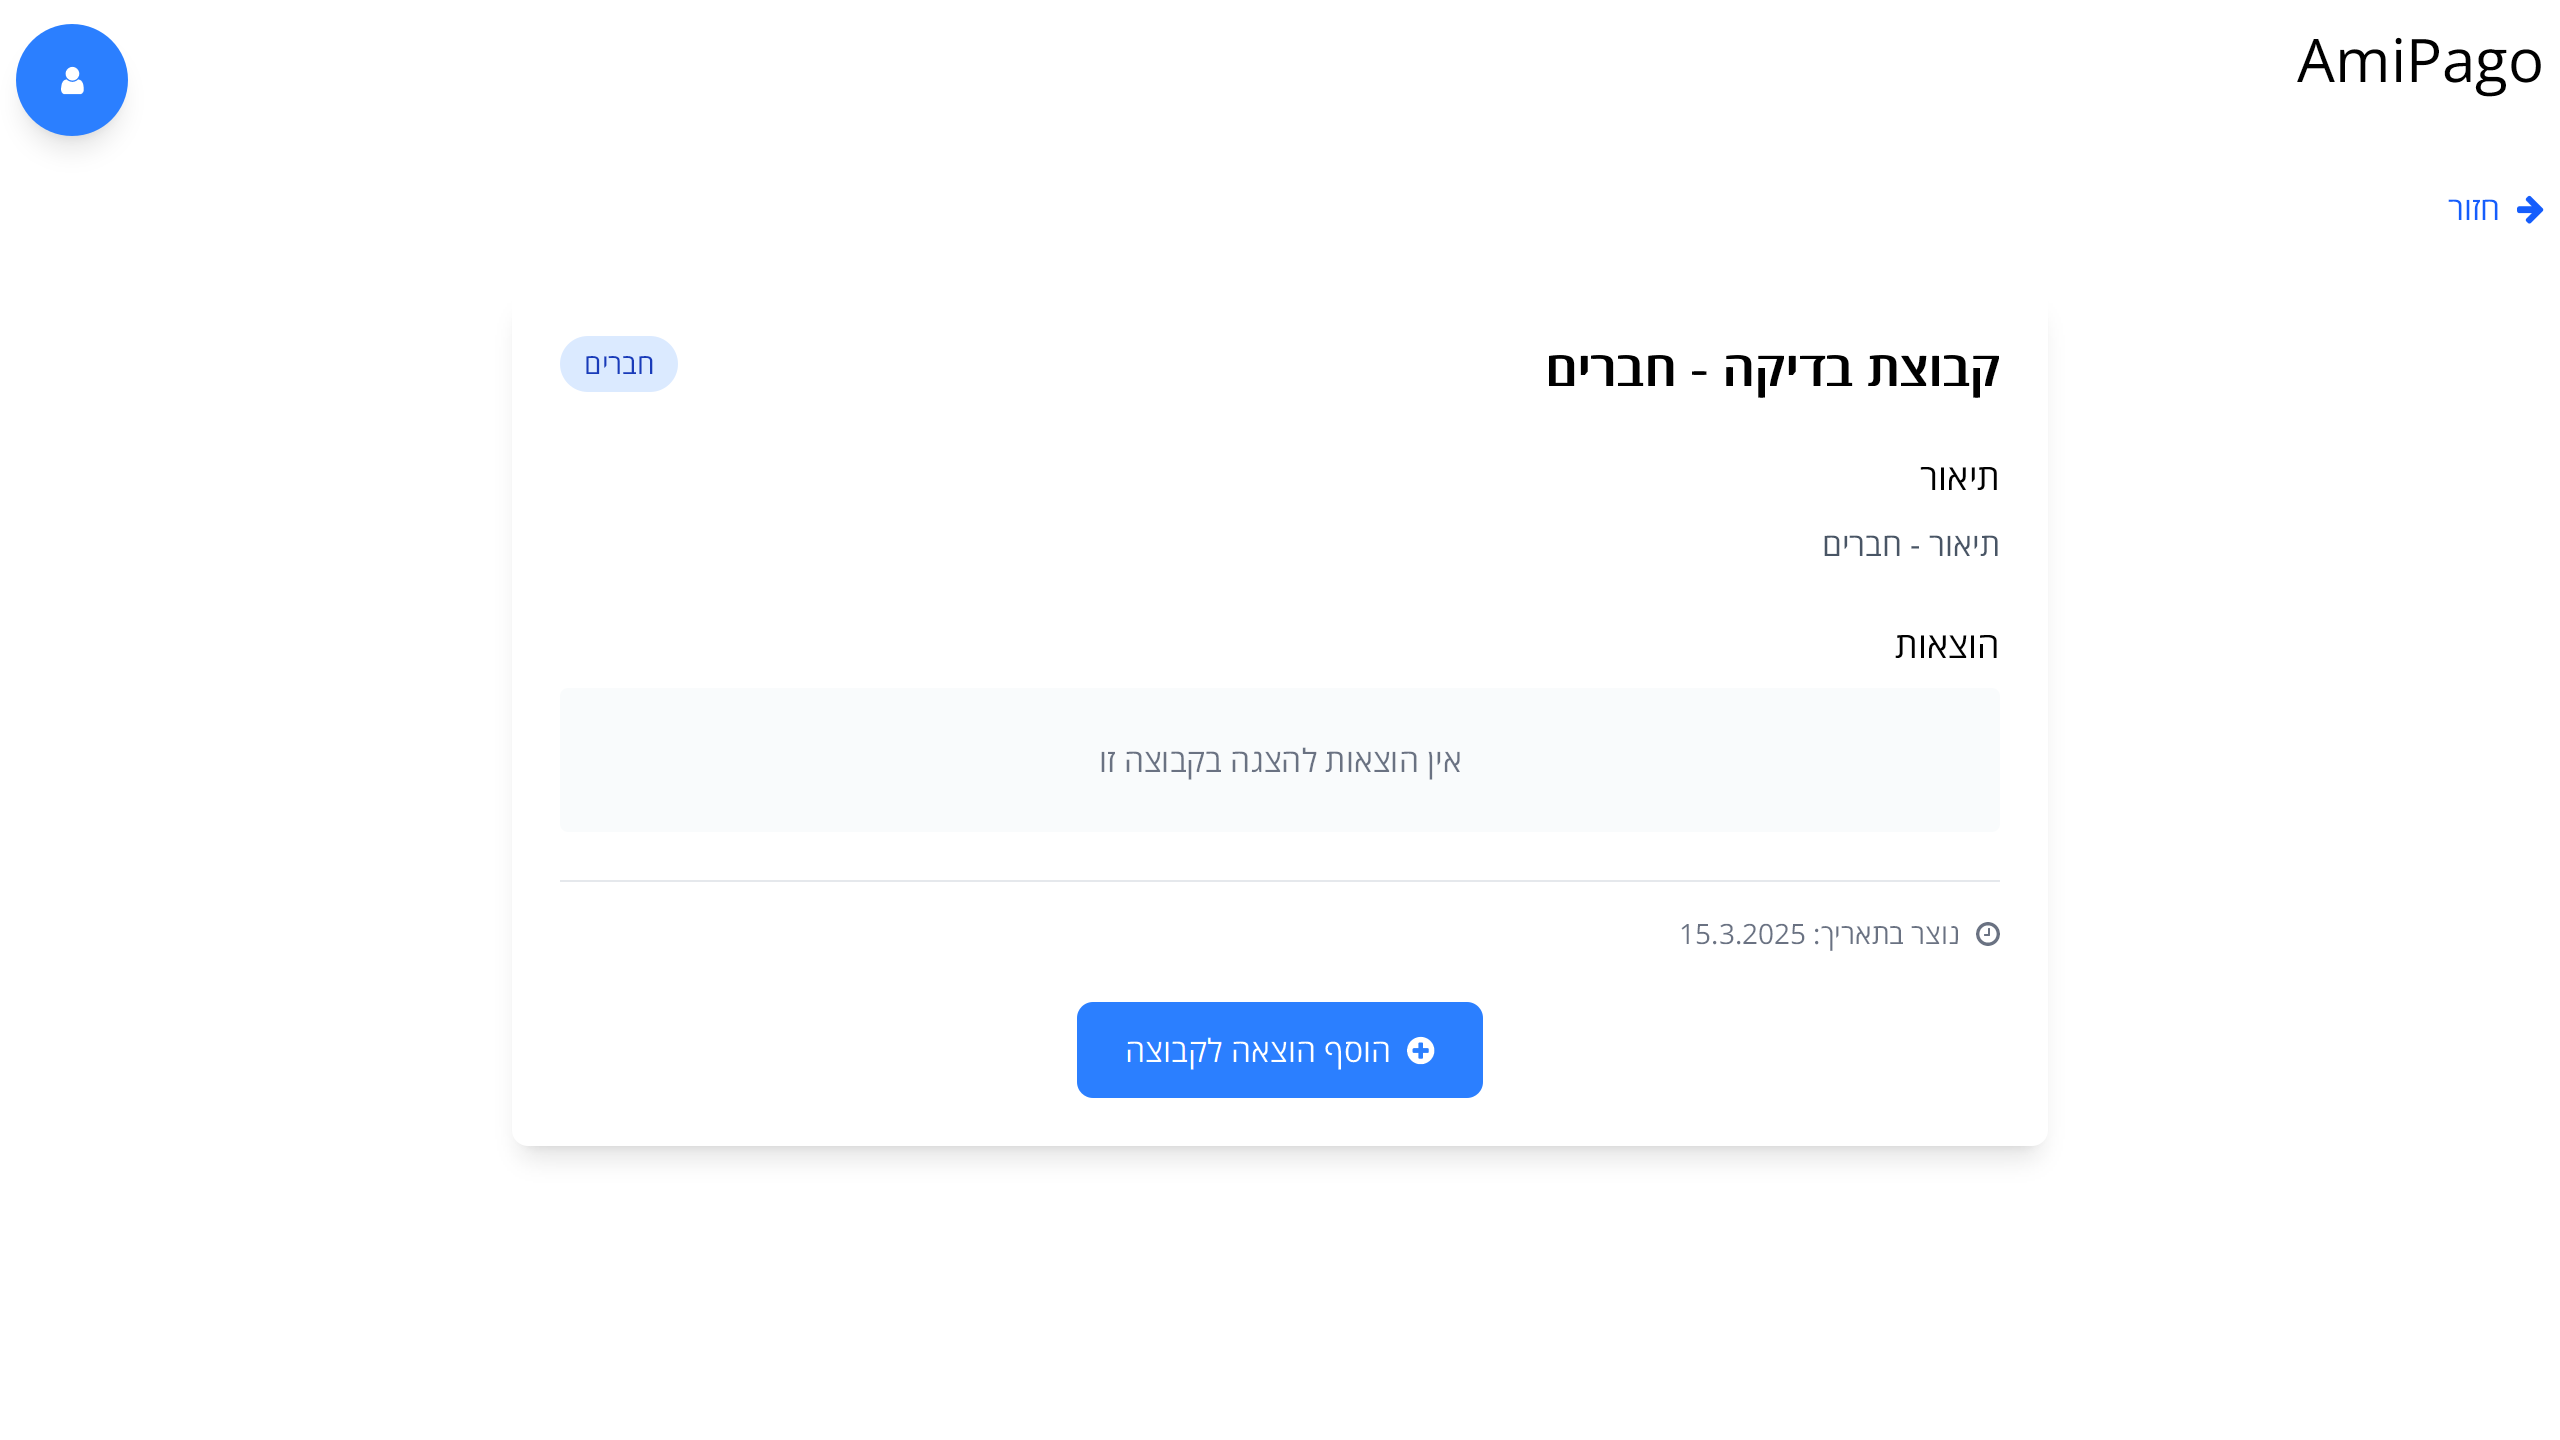 AmiPago
חזור
קבוצת בדיקה - חברים
חברים
תיאור
תיאור - חברים
הוצאות
אין הוצאות להצגה בקבוצה זו
נוצר בתאריך: 15.3.2025
הוסף הוצאה לקבוצה